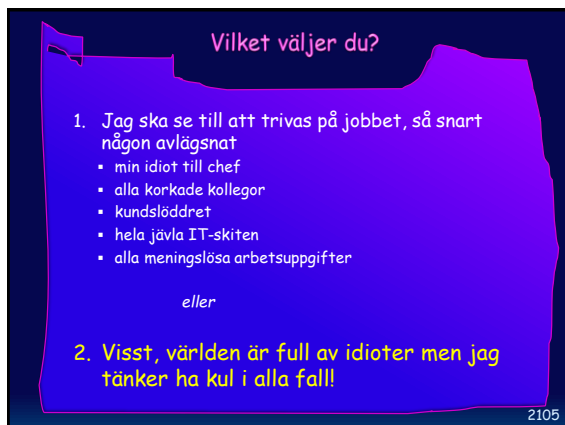 Vilket väljer du?
1. Jag ska se till att trivas på jobbet, så snart
någon avlägsnat
▪ min idiot till chef
▪ alla korkade kollegor
▪ kundslöddret
▪ hela jävla IT-skiten
▪ alla meningslösa arbetsuppgifter
eller
2. Visst, världen är full av idioter men jag
tänker ha kul i alla fall!
2105